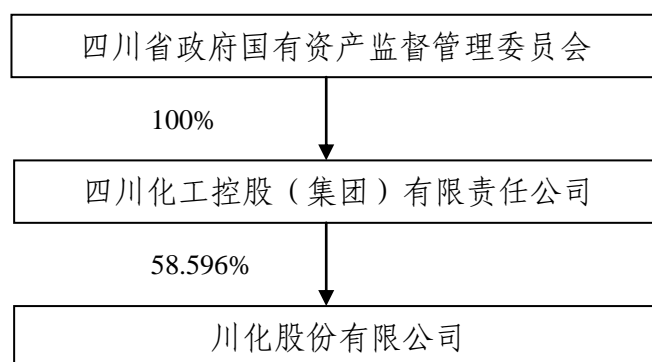 四川省政府国有资产监督管理委员会
100%
四川化工控股（集团）有限责任公司
58.596%
川化股份有限公司